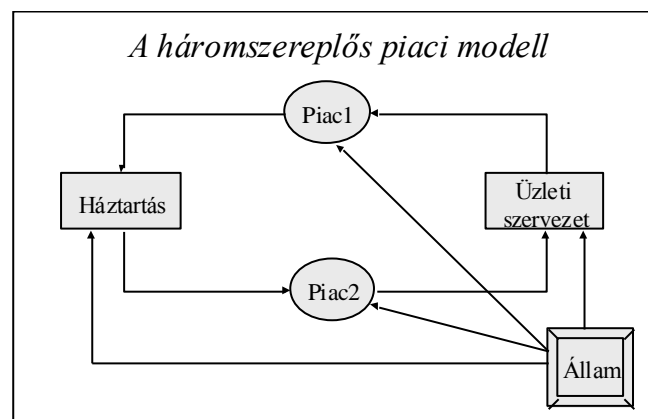 A háromszereplős piaci modell
Piac1
Háztartás
Üzleti
szervezet
Piac2
Állam